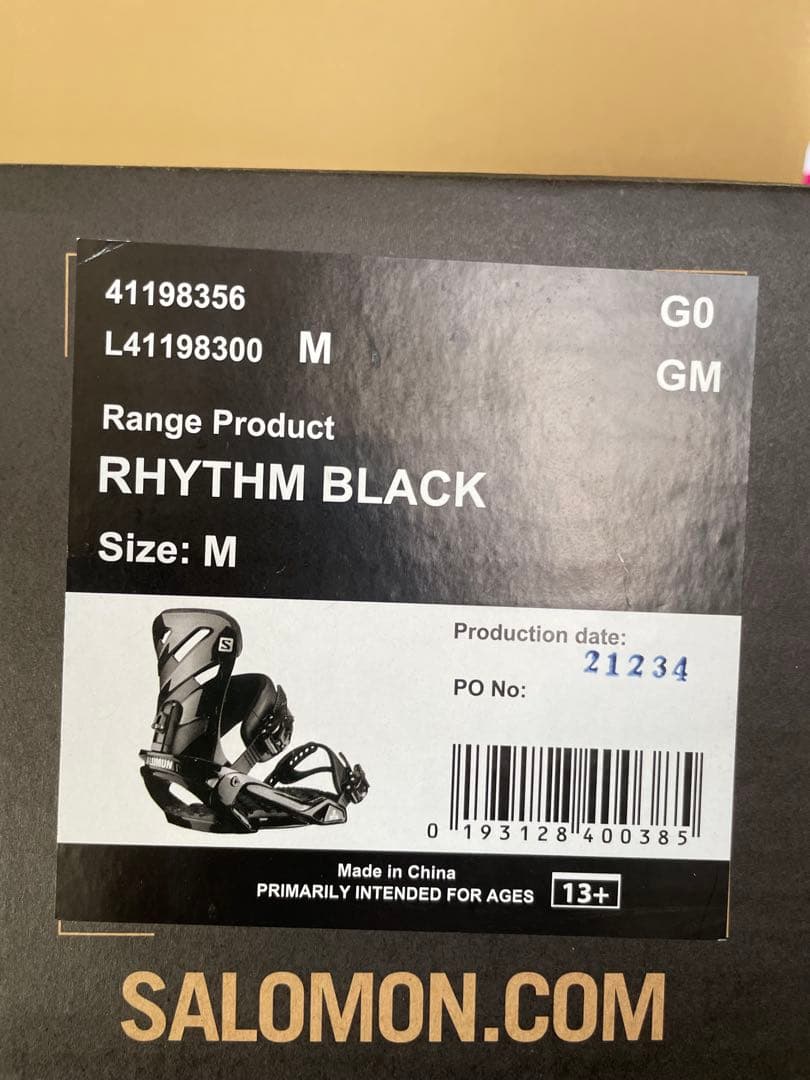 41198356
G0
L41198300 M
GM
Range Product
RHYTHM BLACK
Size: M
S
SALOMON
Production date:
21234
PO No:
0 193128 400385
Made in China
PRIMARILY INTENDED FOR AGES 13+
SALOMON.COM